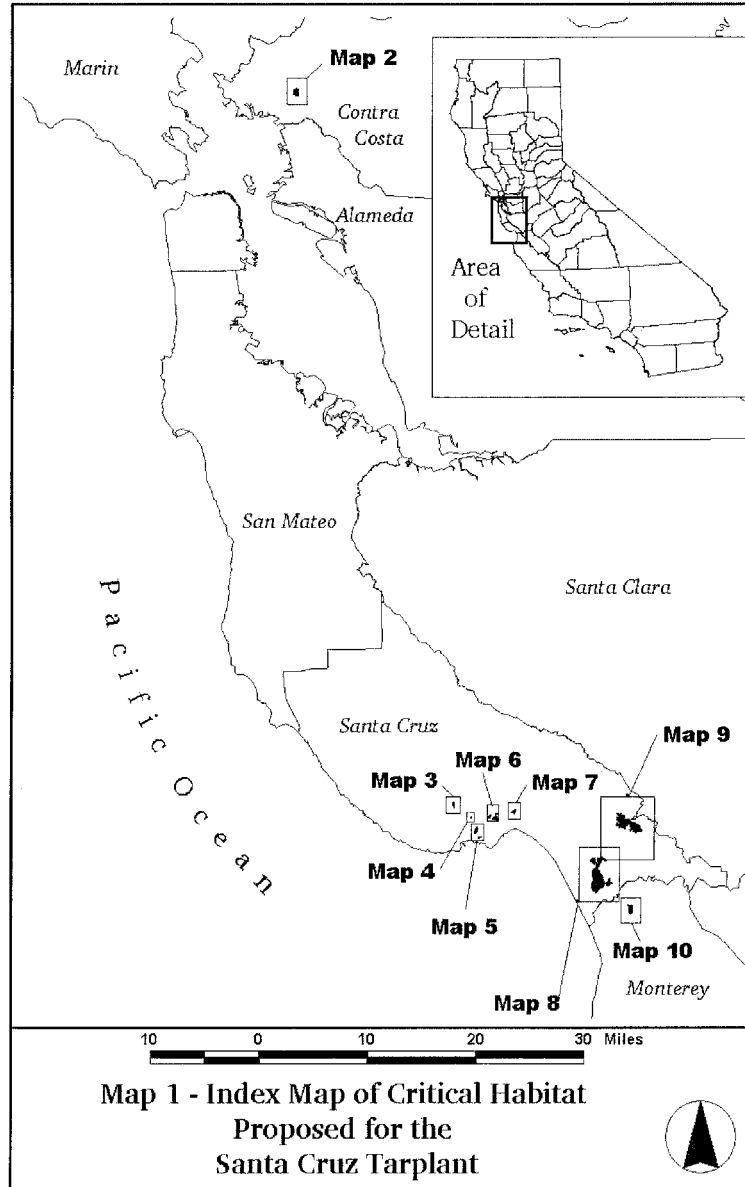 Marin
Map 2
Contra
Costa
Alameda
Area
of
Detail
San Mateo
Santa Clara
Pacific Ocean
Santa Cruz
Map 9
Map 6
Map 3
Map 7
Map 4
Map 5
Map 10
Map 8
Monterey
10 0 10 20 30 Miles
Map 1 - Index Map of Critical Habitat
Proposed for the
Santa Cruz Tarplant